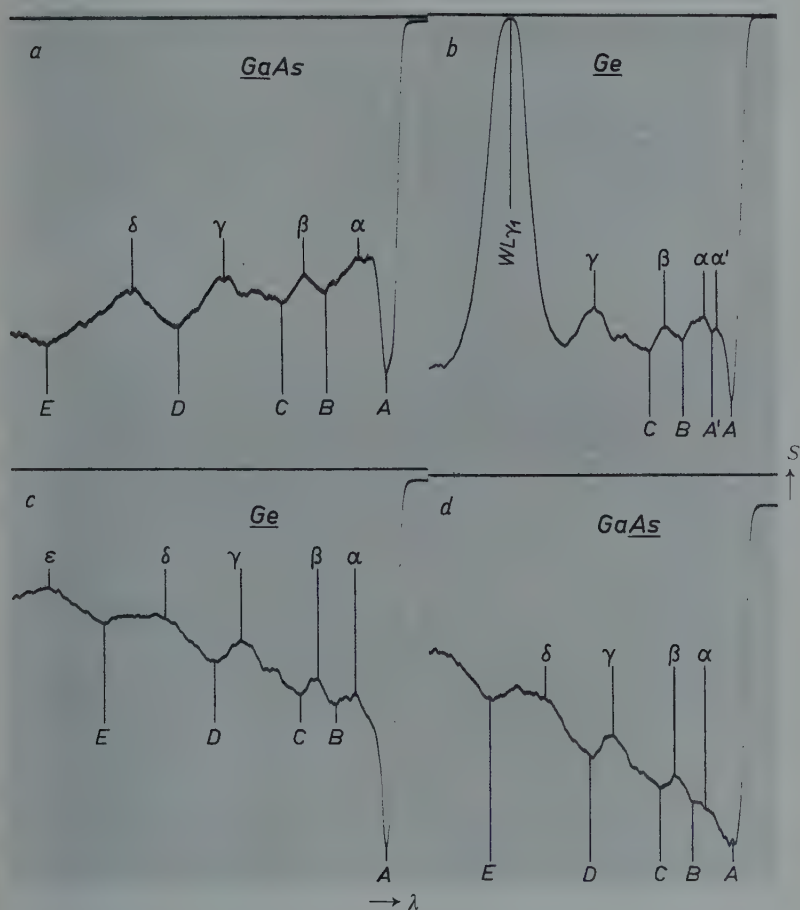 a
GaAs
δ γ β α
E D C B A
b
Ge
WLγ1
γ β α α'
C B A' A
S
c
Ge
ε δ γ β α
E D C B
A
d
GaAs
δ γ β α
E D C B A
λ